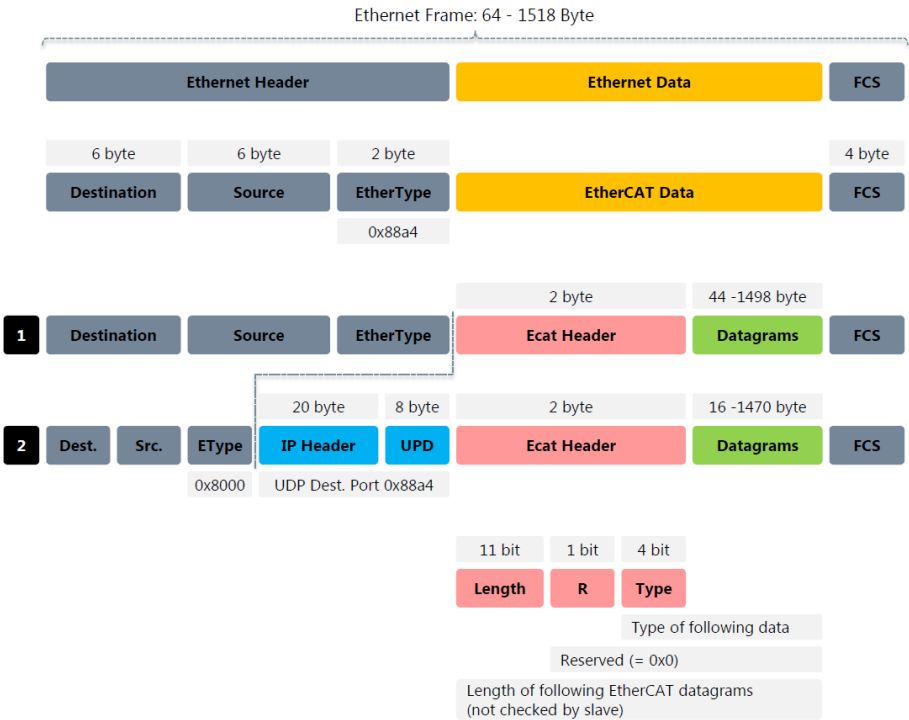 Ethernet Frame: 64 - 1518 Byte
Ethernet Header Ethernet Data FCS
6 byte 6 byte 2 byte 4 byte
Destination Source EtherType EtherCAT Data FCS
0x88a4
2 byte 44 -1498 byte
1 Destination Source EtherType Ecat Header Datagrams FCS
20 byte 8 byte 2 byte 16 -1470 byte
2 Dest. Src. EType IP Header UPD Ecat Header Datagrams FCS
0x8000 UDP Dest. Port 0x88a4
11 bit 1 bit 4 bit
Length R Type
Type of following data
Reserved (= 0x0)
Length of following EtherCAT datagrams
(not checked by slave)